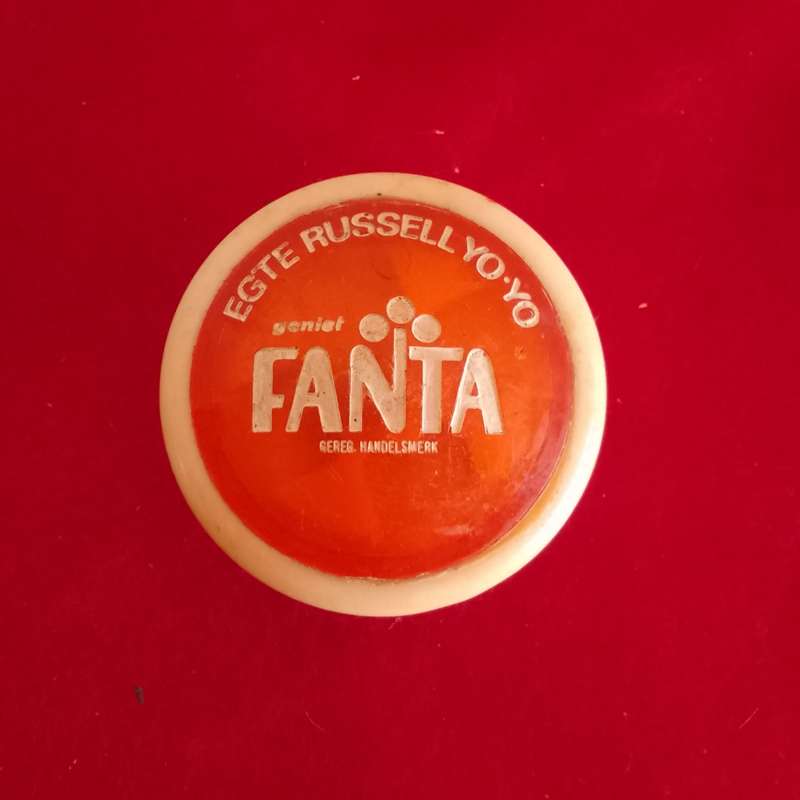 EGTE RUSSELL YO-YO
geniet
FANTA
GEREG. HANDELSMERK